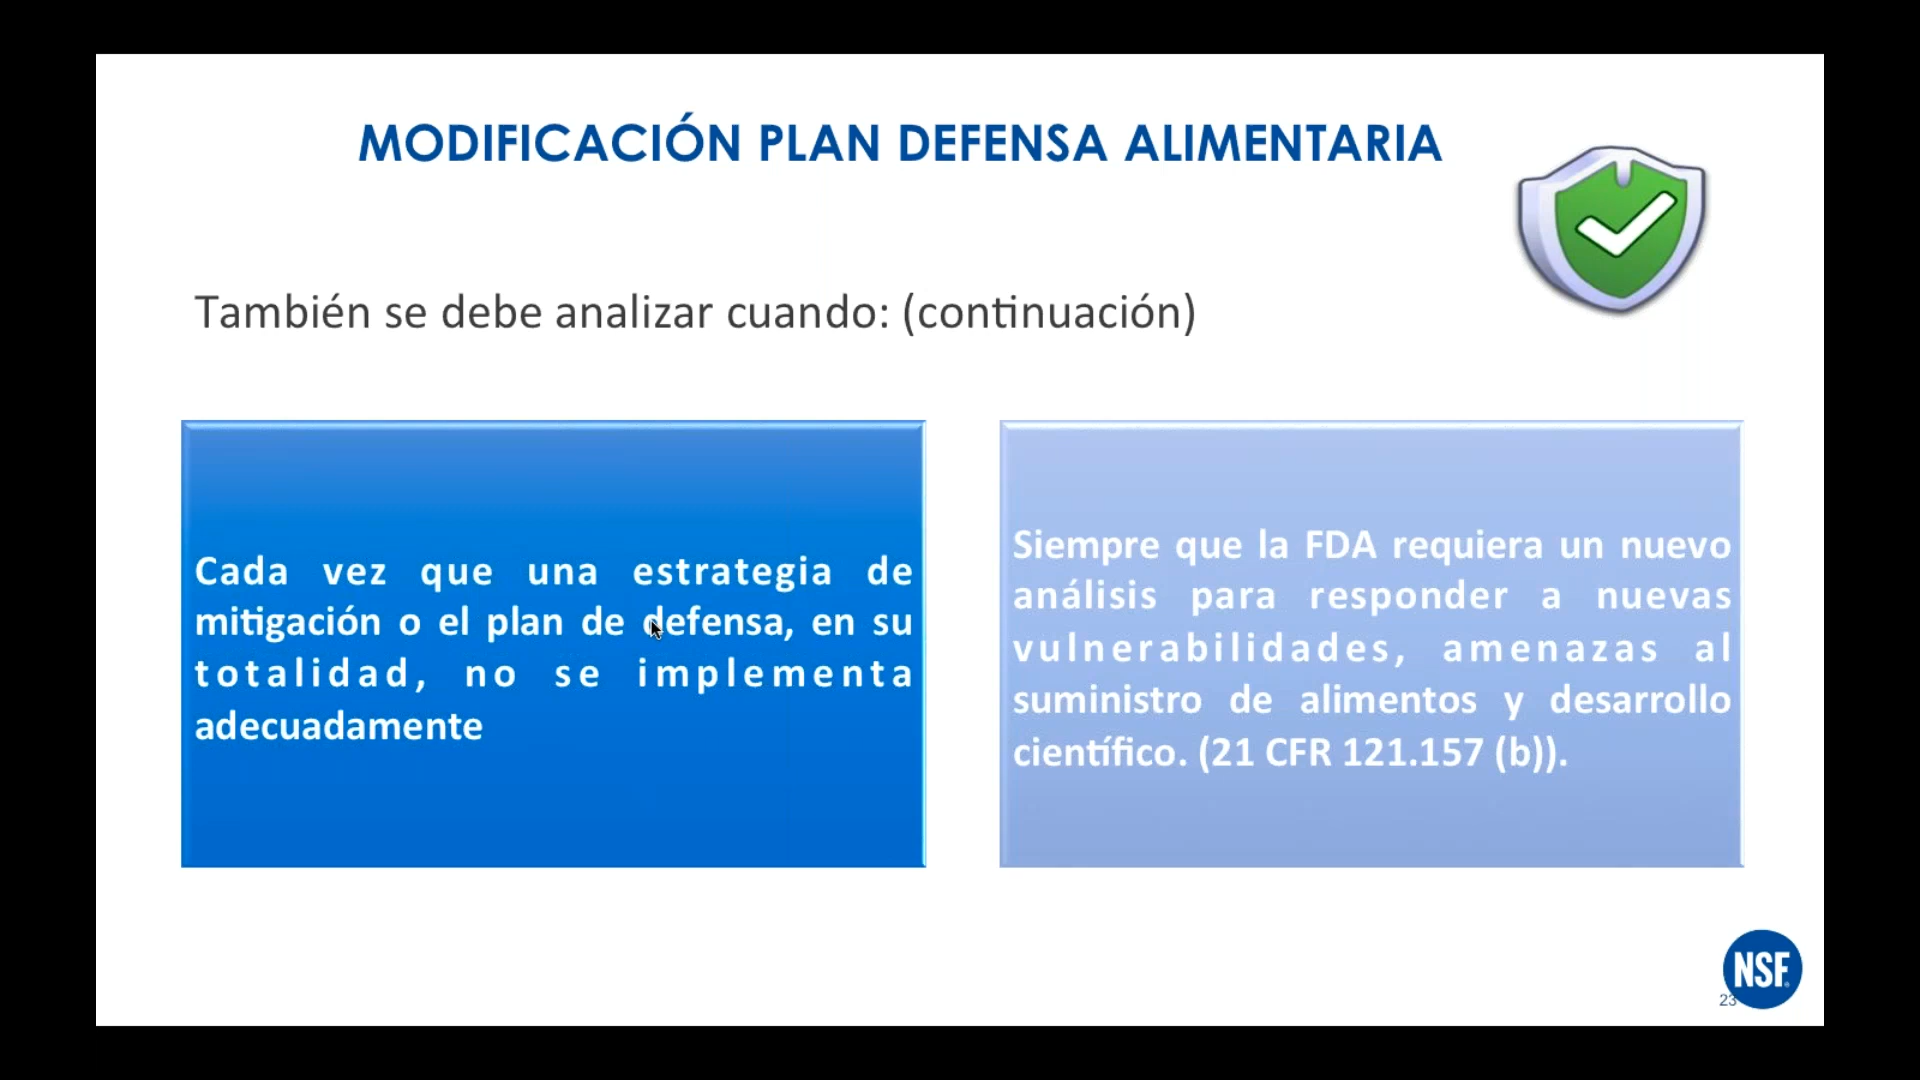 MODIFICACIÓN PLAN DEFENSA ALIMENTARIA
También se debe analizar cuando: (continuación)
Cada vez que una estrategia de
mitigación o el plan de defensa, en su
totalidad, no se implementa
adecuadamente
Siempre que la FDA requiera un nuevo
análisis para responder a nuevas
vulnerabilidades, amenazas al
suministro de alimentos y desarrollo
científico. (21 CFR 121.157 (b)).
NSF
23